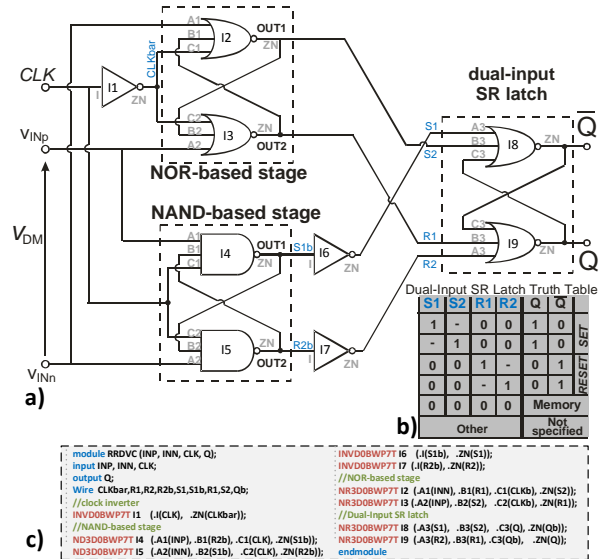 A1
B1
C1
I2
OUT1
ZN
CLKbar
CLK
I
I1
ZN
C2
B2
A2
I3
ZN
OUT2
VINp
NOR-based stage
VDM
NAND-based stage
A1
B1
C1
I4
OUT1
ZN
S1b
I
I6
ZN
C2
B2
A2
I5
ZN
OUT2
R2b
I
I7
ZN
VINn
a)
dual-input
SR latch
S1
S2
A3
B3
C3
I8
ZN
Q
R1
R2
C3
B3
A3
I9
ZN
Q
Dual-Input SR Latch Truth Table
S1 S2 R1 R2 Q Q
1 - 0 0 1 0
- 1 0 0 1 0
SET
0 0 1 - 0 1
0 0 - 1 0 1
RESET
0 0 0 0 Memory
Other Not
specified
b)
c)
module RRDVC (INP, INN, CLK, Q);
input INP, INN, CLK;
output Q;
Wire CLKbar,R1,R2,R2b,S1,S1b,R1,S2,Qb;
//clock inverter
INVD0BWP7T I1 (.I(CLK), .ZN(CLKbar));
//NAND-based stage
ND3D0BWP7T I4 (.A1(INP), .B1(R2b), .C1(CLK), .ZN(S1b));
ND3D0BWP7T I5 (.A2(INN), .B2(S1b), .C2(CLK), .ZN(R2b));
INVD0BWP7T I6 (.I(S1b), .ZN(S1));
INVD0BWP7T I7 (.I(R2b), .ZN(R2));
//NOR-based stage
NR3D0BWP7T I2 (.A1(INN), .B1(R1), .C1(CLKb), .ZN(S2));
NR3D0BWP7T I3 (.A2(INP), .B2(S2), .C2(CLKb), .ZN(R1));
//Dual-Input SR latch
NR3D0BWP7T I8 (.A3(S1), .B3(S2), .C3(Q), .ZN(Qb));
NR3D0BWP7T I9 (.A3(R2), .B3(R1), .C3(Qb), .ZN(Q));
endmodule